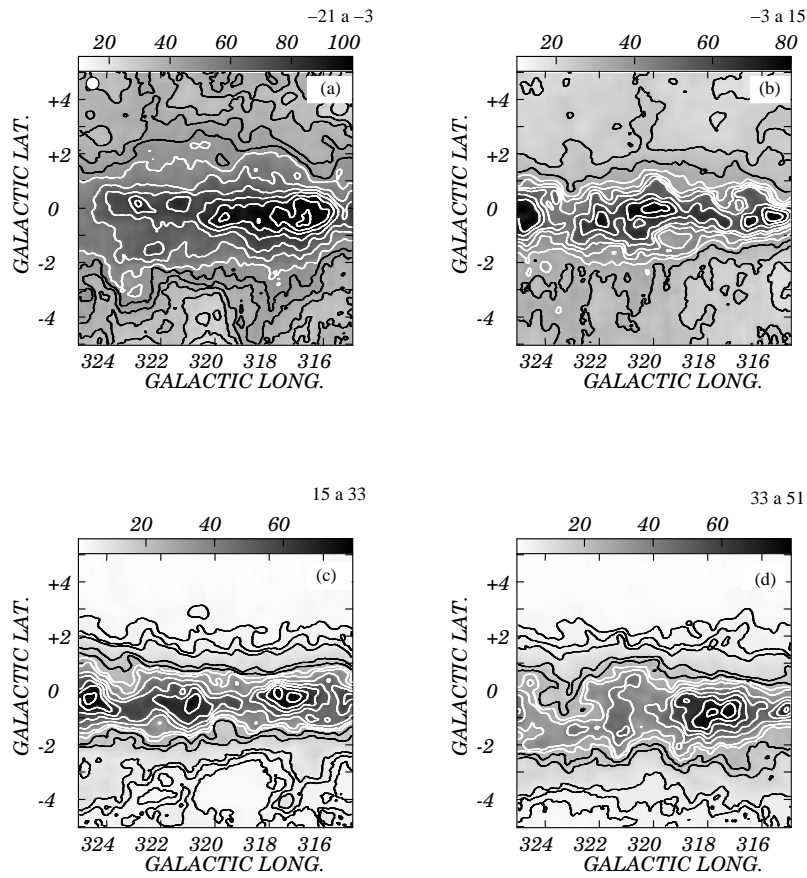 −21 a −3
20 40 60 80 100
(a)
GALACTIC LAT.
+4
+2
0
-2
-4
324 322 320 318 316
GALACTIC LONG.
−3 a 15
20 40 60 80
(b)
GALACTIC LAT.
+4
+2
0
-2
-4
324 322 320 318 316
GALACTIC LONG.
15 a 33
20 40 60
(c)
GALACTIC LAT.
+4
+2
0
-2
-4
324 322 320 318 316
GALACTIC LONG.
33 a 51
20 40 60
(d)
GALACTIC LAT.
+4
+2
0
-2
-4
324 322 320 318 316
GALACTIC LONG.